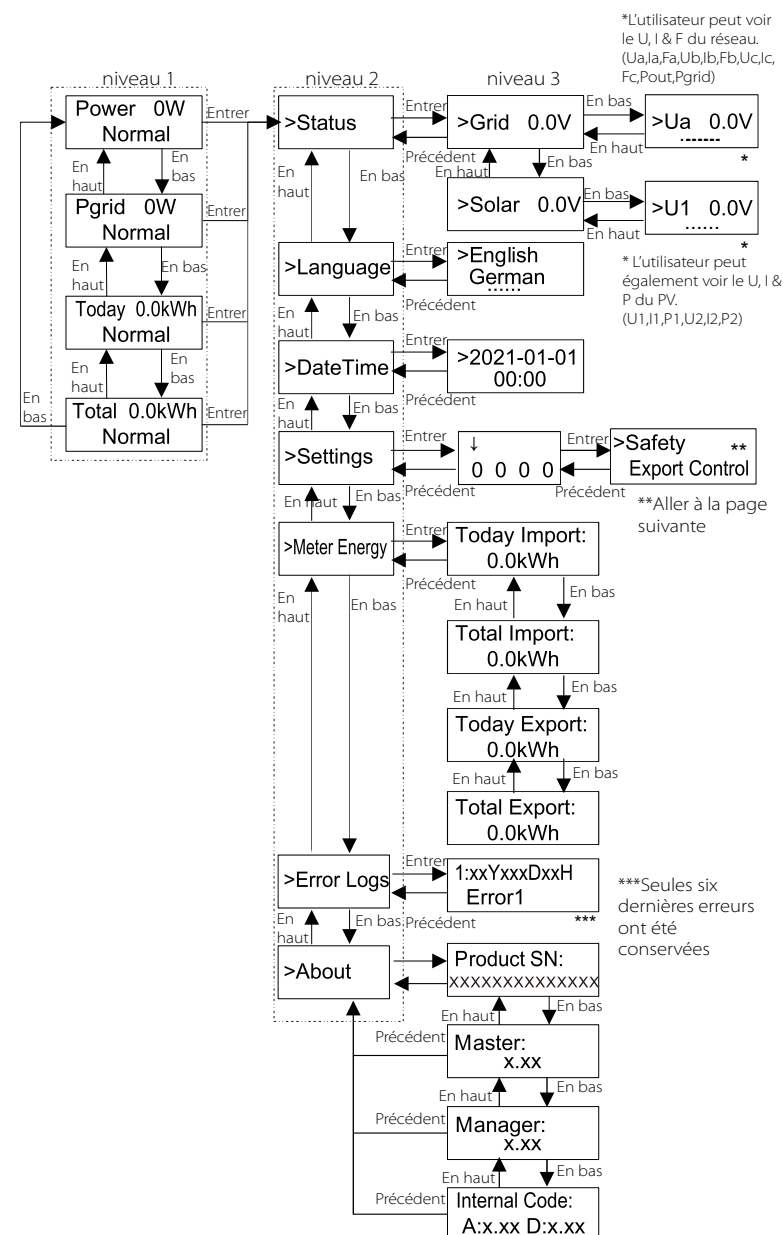 *L'utilisateur peut voir
le U, I & F du réseau.
(Ua,Ia,Fa,Ub,Ib,Fb,Uc,Ic,
Fc,Pout,Pgrid)
niveau 1
niveau 2
niveau 3
Power 0W
Normal
Entrer
>Status
Entrer
Précédent
>Grid 0.0V
En bas
En haut
>Ua 0.0V
.......
*
En haut
En bas
En haut
En bas
En haut
En bas
Pgrid 0W
Normal
Entrer
>Solar 0.0V
En bas
En haut
>U1 0.0V
......
*
* L'utilisateur peut
également voir le U, I &
P du PV.
(U1,I1,P1,U2,I2,P2)
En haut
En bas
>Language
Entrer
Précédent
>English
German
......
Today 0.0kWh
Normal
Entrer
En haut
En bas
En haut
En bas
>DateTime
Entrer
Précédent
>2021-01-01
00:00
En bas
Total 0.0kWh
Normal
Entrer
En haut
En bas
>Settings
Entrer
Précédent
↓
0 0 0 0
Entrer
Précédent
>Safety **
Export Control
**Aller à la page
suivante
En haut
En bas
>Meter Energy
Entrer
Précédent
Today Import:
0.0kWh
En haut
En bas
En haut
En bas
Total Import:
0.0kWh
En haut
En bas
Today Export:
0.0kWh
En haut
En bas
Total Export:
0.0kWh
>Error Logs
Entrer
Précédent
1:xxYxxxDxxH
Error1
***
***Seules six
dernières erreurs
ont été
conservées
En haut
En bas
>About
Product SN:
XXXXXXXXXXXXXX
En haut
En bas
Précédent
Master:
x.xx
En haut
En bas
Précédent
Manager:
x.xx
En haut
En bas
Précédent
Internal Code:
A:x.xx D:x.xx